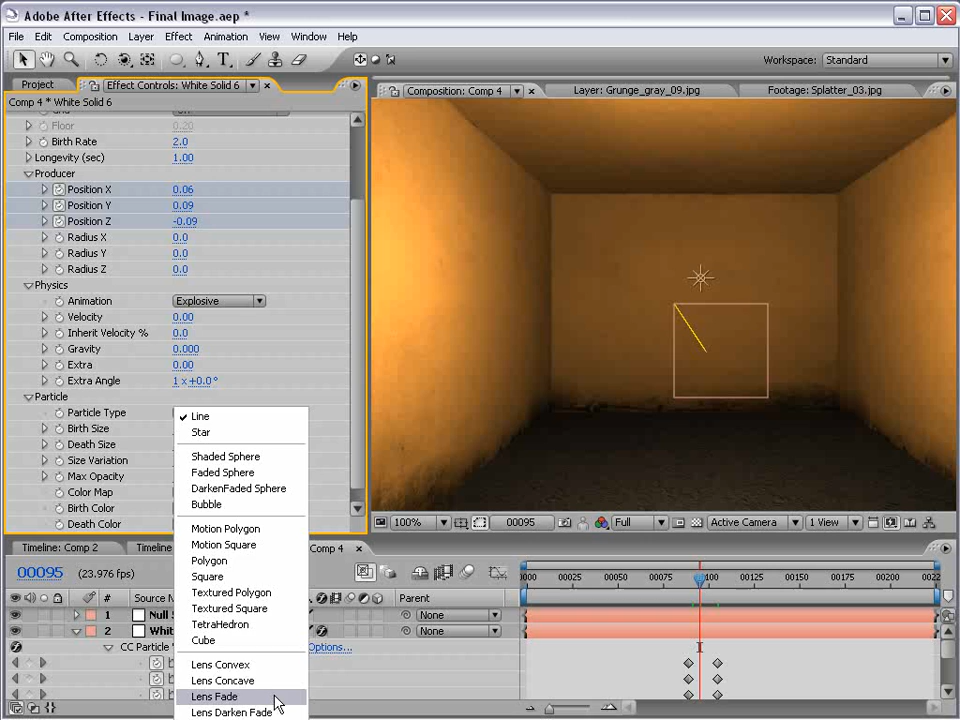 Adobe After Effects - Final Image.aep *
File Edit Composition Layer Effect Animation View Window Help
Workspace: Standard
Project Effect Controls: White Solid 6
Composition: Comp 4 Layer: Grunge_gray_09.jpg Footage: Splatter_03.jpg
Comp 4 * White Solid 6
Floor 0.20
Birth Rate 2.0
Longevity (sec) 1.00
Producer
Position X 0.06
Position Y 0.09
Position Z -0.09
Radius X 0.0
Radius Y 0.0
Radius Z 0.0
Physics
Animation Explosive
Velocity 0.00
Inherit Velocity % 0.0
Gravity 0.000
Extra 0.00
Extra Angle 1 x+0.0°
Particle
Particle Type
Birth Size
Death Size
Size Variation
Max Opacity
Color Map
Birth Color
Death Color
Line
Star
Shaded Sphere
Faded Sphere
DarkenFaded Sphere
Bubble
Motion Polygon
Motion Square
Polygon
Square
Textured Polygon
Textured Square
TetraHedron
Cube
Lens Convex
Lens Concave
Lens Fade
Lens Darken Fade
100% 00095 Full Active Camera 1 View
Timeline: Comp 2 Timeline Comp 4
00095 (23.976 fps)
0000 00025 00050 00075 00100 00125 00150 00175 00200 0022
# Source N Parent
1 Null S None
2 Whit None
CC Particle Options...